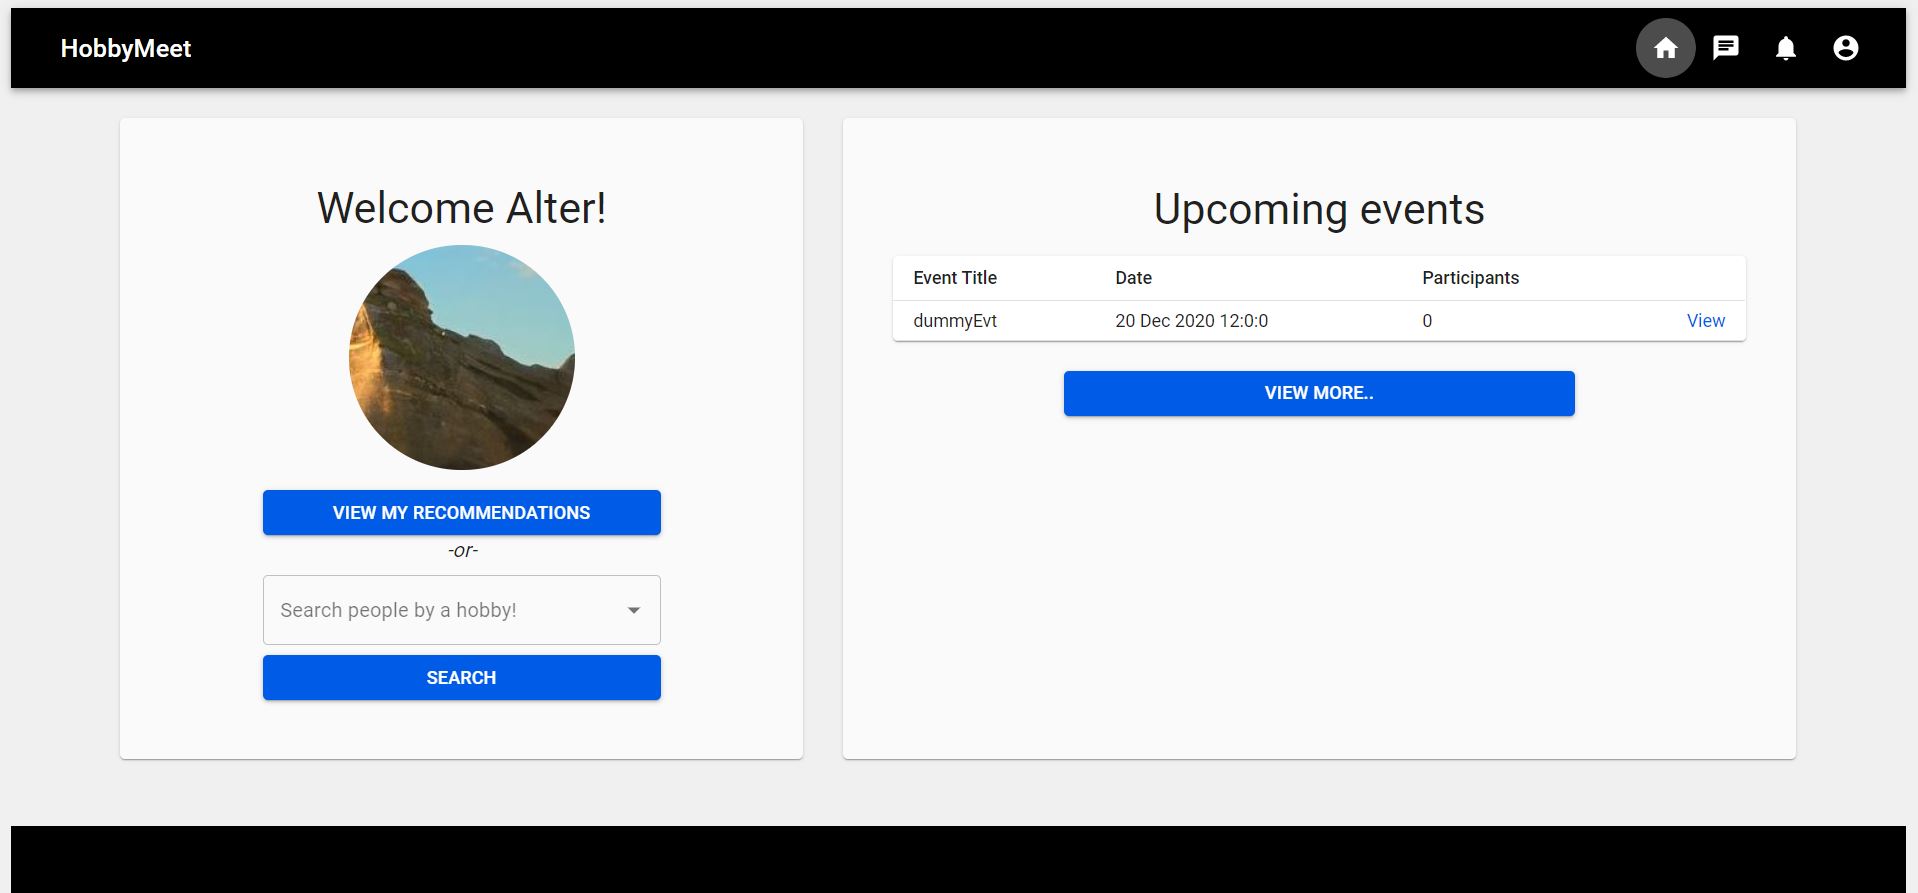 HobbyMeet
Welcome Alter!
VIEW MY RECOMMENDATIONS
-or-
Search people by a hobby!
SEARCH
Upcoming events
Event Title Date Participants
dummyEvt 20 Dec 2020 12:0:0 0 View
VIEW MORE..